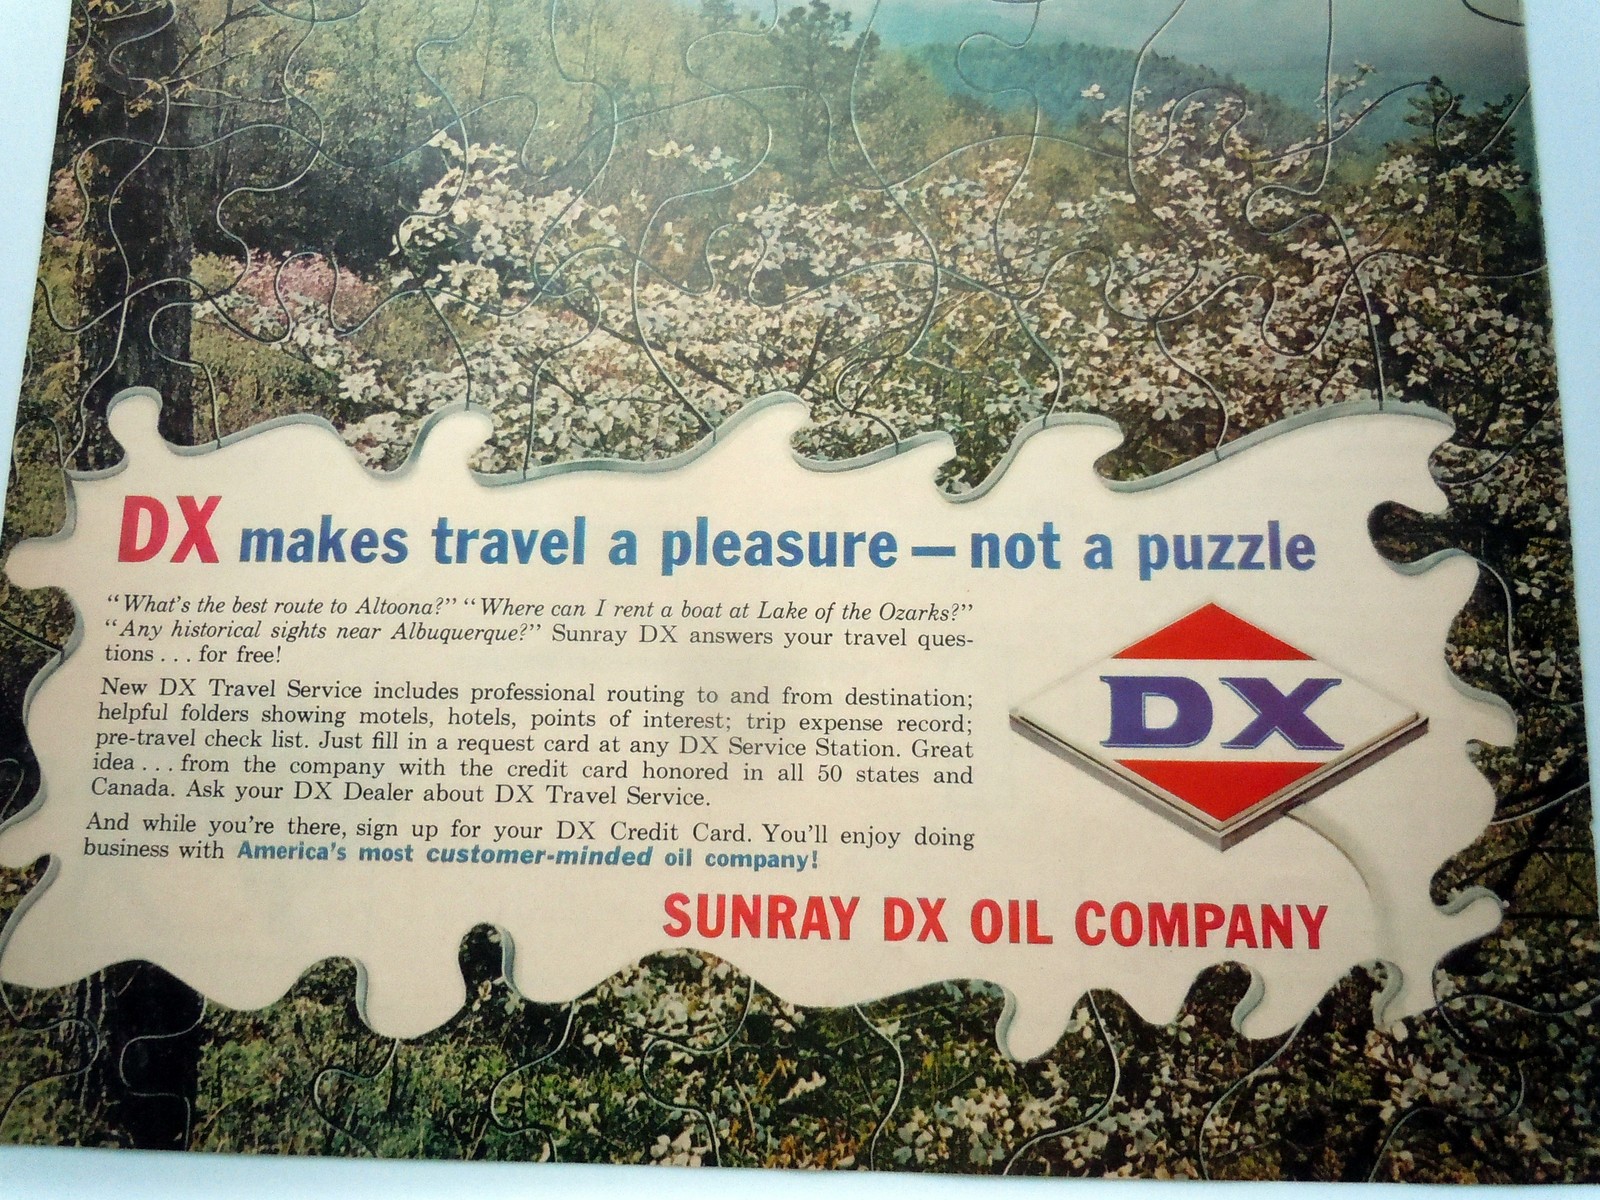 DX makes travel a pleasure — not a puzzle
"What's the best route to Altoona?" "Where can I rent a boat at Lake of the Ozarks?"
"Any historical sights near Albuquerque?" Sunray DX answers your travel ques-
tions . . . for free!
New DX Travel Service includes professional routing to and from destination;
helpful folders showing motels, hotels, points of interest; trip expense record;
pre-travel check list. Just fill in a request card at any DX Service Station. Great
idea . . . from the company with the credit card honored in all 50 states and
Canada. Ask your DX Dealer about DX Travel Service.
And while you're there, sign up for your DX Credit Card. You'll enjoy doing
business with America's most customer-minded oil company!
DX
SUNRAY DX OIL COMPANY